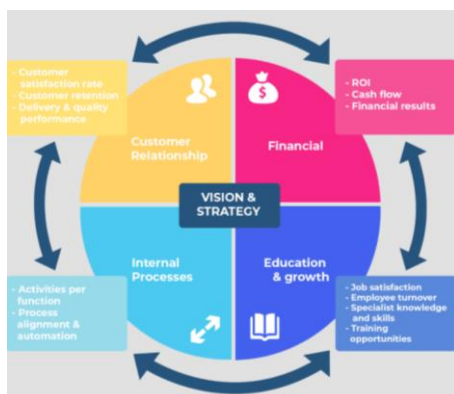 - Customer
satisfaction rate
- Customer retention
- Delivery & quality
performance
- ROI
- Cash flow
- Financial results
Customer
Relationship
$
Financial
VISION &
STRATEGY
Internal
Processes
Education
& growth
- Activities per
function
- Process
alignment &
automation
- Job satisfaction
- Employee turnover
- Specialist knowledge
and skills
- Training
opportunities